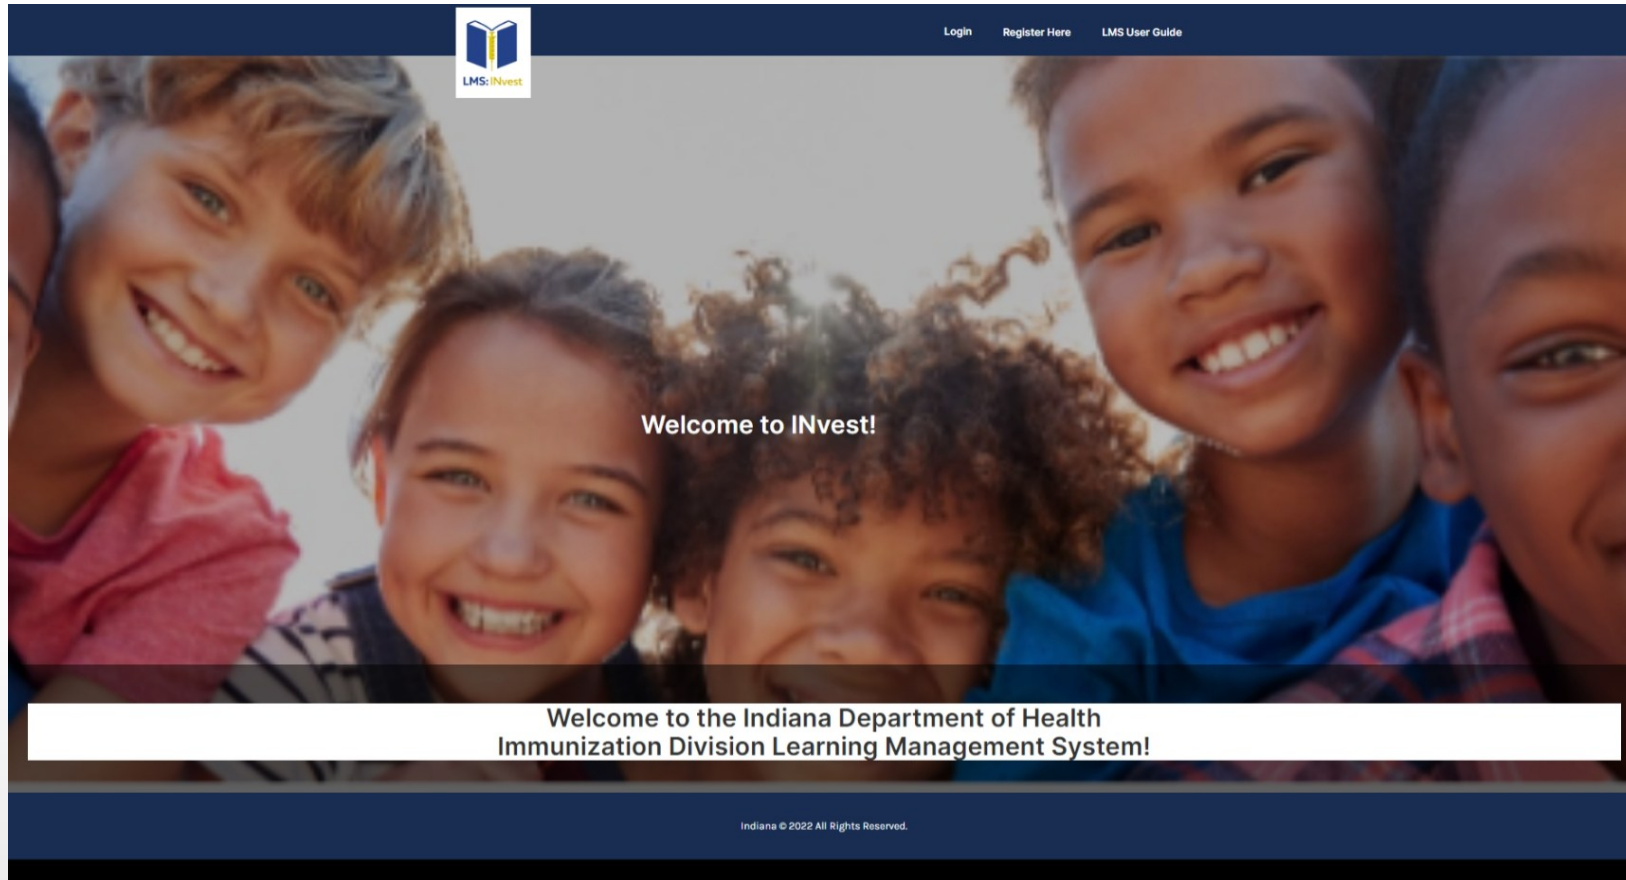 LMS: INvest
Login
Register Here
LMS User Guide
Welcome to INvest!
Welcome to the Indiana Department of Health
Immunization Division Learning Management System!
Indiana © 2022 All Rights Reserved.